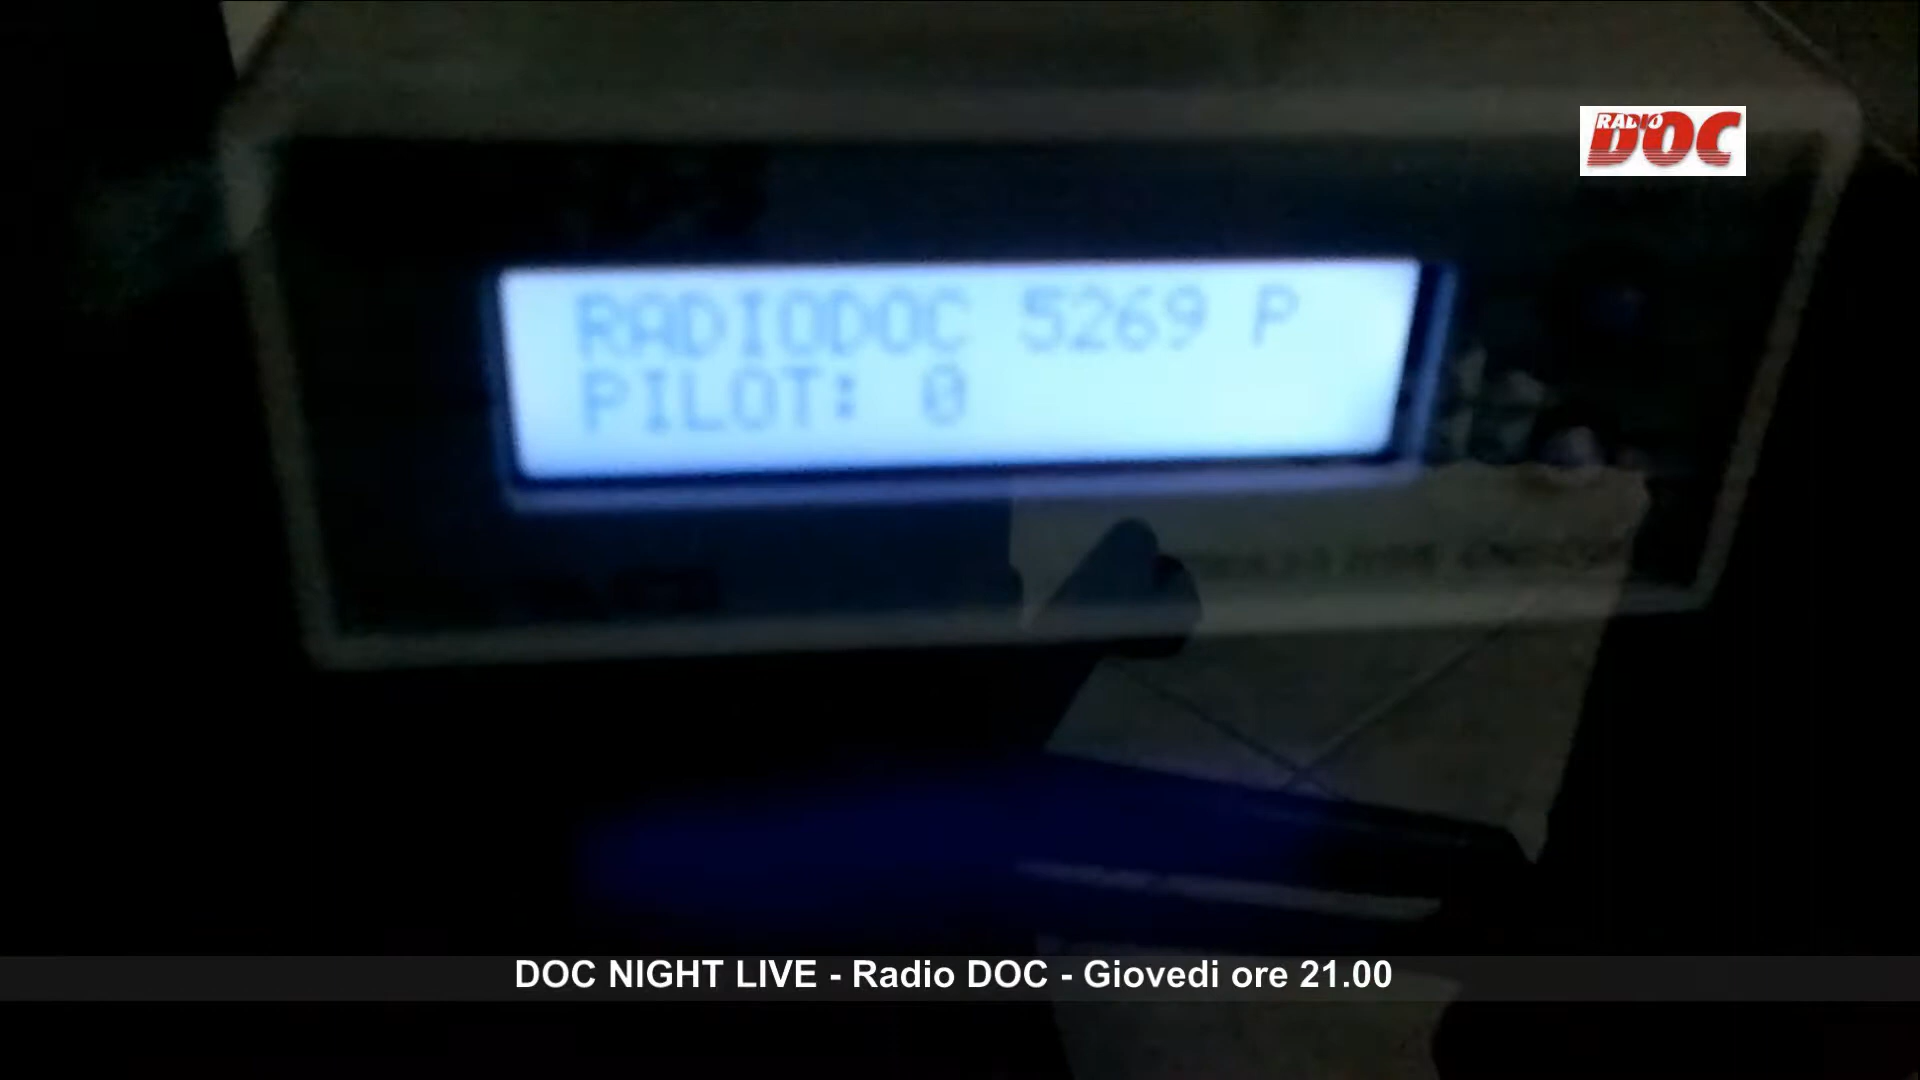 RADIO
DOC
RADIODOC 5269 P
PILOT: 0
DOC NIGHT LIVE - Radio DOC - Giovedi ore 21.00